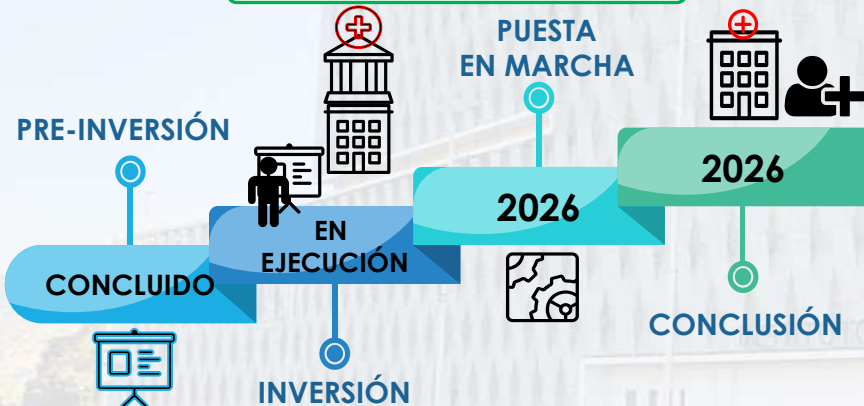 PRE-INVERSIÓN
CONCLUIDO
EN
EJECUCIÓN
INVERSIÓN
PUESTA
EN MARCHA
2026
2026
CONCLUSIÓN